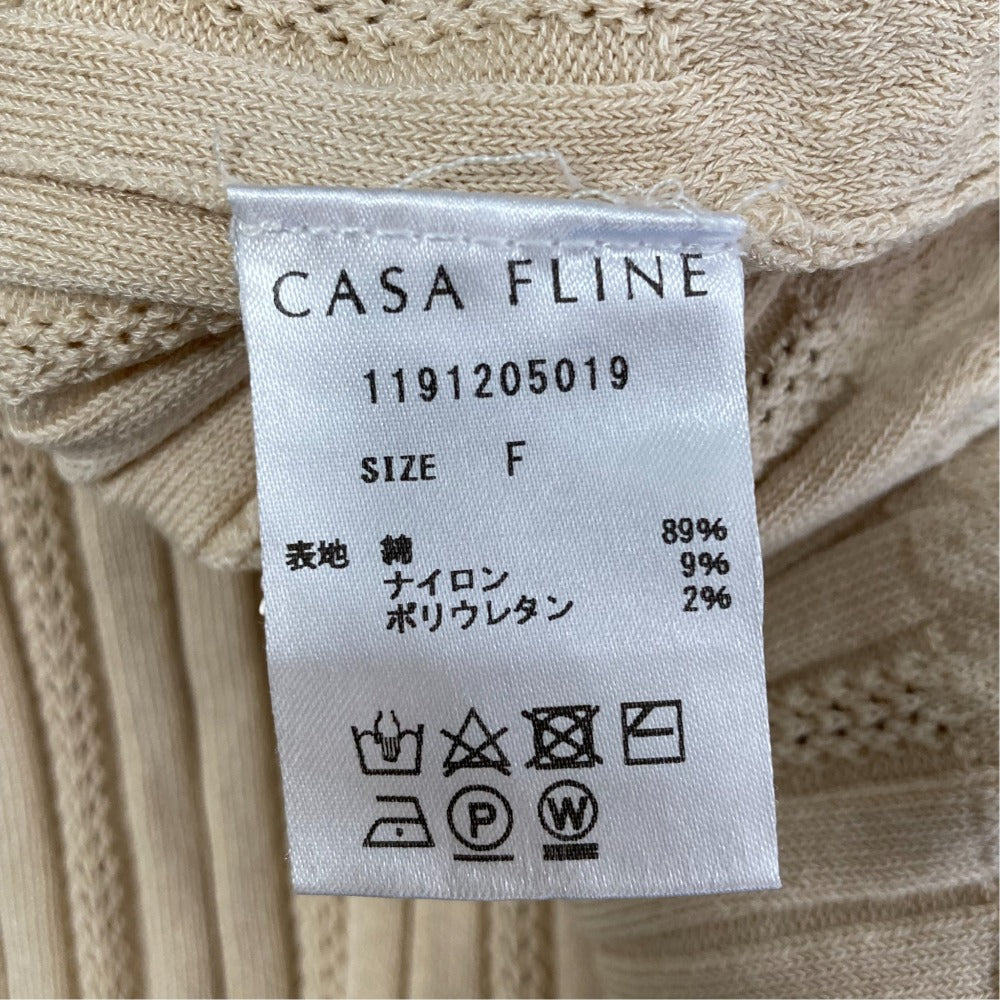 CASA FLINE
1191205019
SIZE F
表地 綿 89%
ナイロン 9%
ポリウレタン 2%
P W